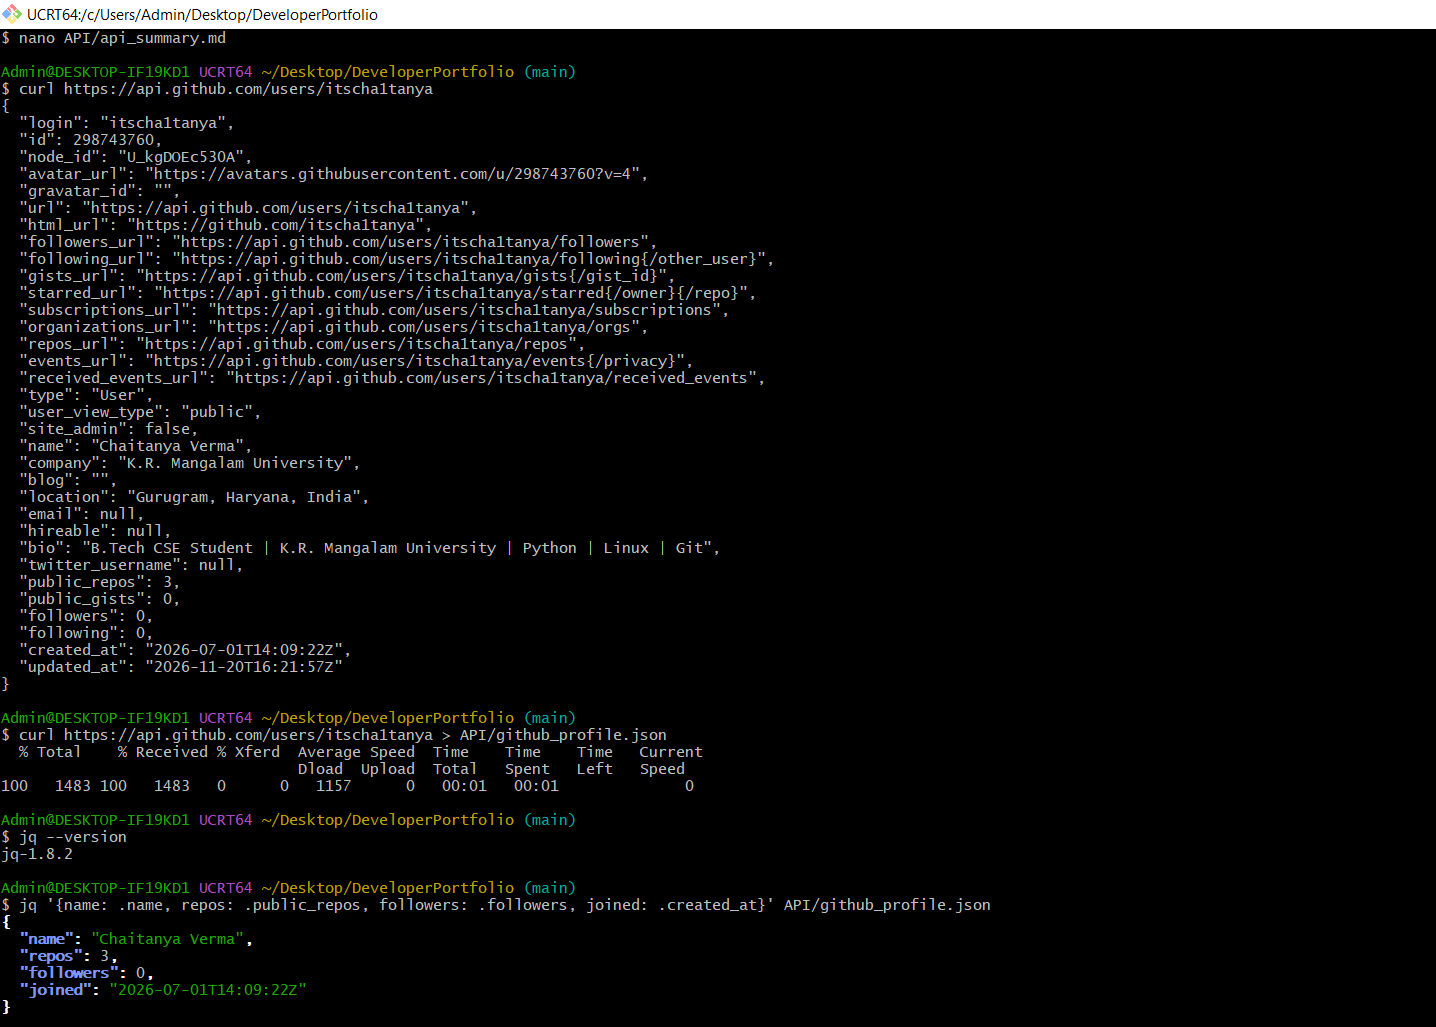 UCRT64:/c/Users/Admin/Desktop/DeveloperPortfolio
$ nano API/api_summary.md
Admin@DESKTOP-IF19KD1 UCRT64 ~/Desktop/DeveloperPortfolio (main)
$ curl https://api.github.com/users/itscha1tanya
{
  "login": "itscha1tanya",
  "id": 298743760,
  "node_id": "U_kgDOEc530A",
  "avatar_url": "https://avatars.githubusercontent.com/u/298743760?v=4",
  "gravatar_id": "",
  "url": "https://api.github.com/users/itscha1tanya",
  "html_url": "https://github.com/itscha1tanya",
  "followers_url": "https://api.github.com/users/itscha1tanya/followers",
  "following_url": "https://api.github.com/users/itscha1tanya/following{/other_user}",
  "gists_url": "https://api.github.com/users/itscha1tanya/gists{/gist_id}",
  "starred_url": "https://api.github.com/users/itscha1tanya/starred{/owner}{/repo}",
  "subscriptions_url": "https://api.github.com/users/itscha1tanya/subscriptions",
  "organizations_url": "https://api.github.com/users/itscha1tanya/orgs",
  "repos_url": "https://api.github.com/users/itscha1tanya/repos",
  "events_url": "https://api.github.com/users/itscha1tanya/events{/privacy}",
  "received_events_url": "https://api.github.com/users/itscha1tanya/received_events",
  "type": "User",
  "user_view_type": "public",
  "site_admin": false,
  "name": "Chaitanya Verma",
  "company": "K.R. Mangalam University",
  "blog": "",
  "location": "Gurugram, Haryana, India",
  "email": null,
  "hireable": null,
  "bio": "B.Tech CSE Student | K.R. Mangalam University | Python | Linux | Git",
  "twitter_username": null,
  "public_repos": 3,
  "public_gists": 0,
  "followers": 0,
  "following": 0,
  "created_at": "2026-07-01T14:09:22Z",
  "updated_at": "2026-11-20T16:21:57Z"
}
Admin@DESKTOP-IF19KD1 UCRT64 ~/Desktop/DeveloperPortfolio (main)
$ curl https://api.github.com/users/itscha1tanya > API/github_profile.json
  % Total    % Received % Xferd  Average Speed  Time    Time    Time   Current
                                 Dload  Upload  Total   Spent   Left   Speed
100   1483 100   1483   0      0   1157      0   00:01   00:01              0
Admin@DESKTOP-IF19KD1 UCRT64 ~/Desktop/DeveloperPortfolio (main)
$ jq --version
jq-1.8.2
Admin@DESKTOP-IF19KD1 UCRT64 ~/Desktop/DeveloperPortfolio (main)
$ jq '{name: .name, repos: .public_repos, followers: .followers, joined: .created_at}' API/github_profile.json
{
  "name": "Chaitanya Verma",
  "repos": 3,
  "followers": 0,
  "joined": "2026-07-01T14:09:22Z"
}